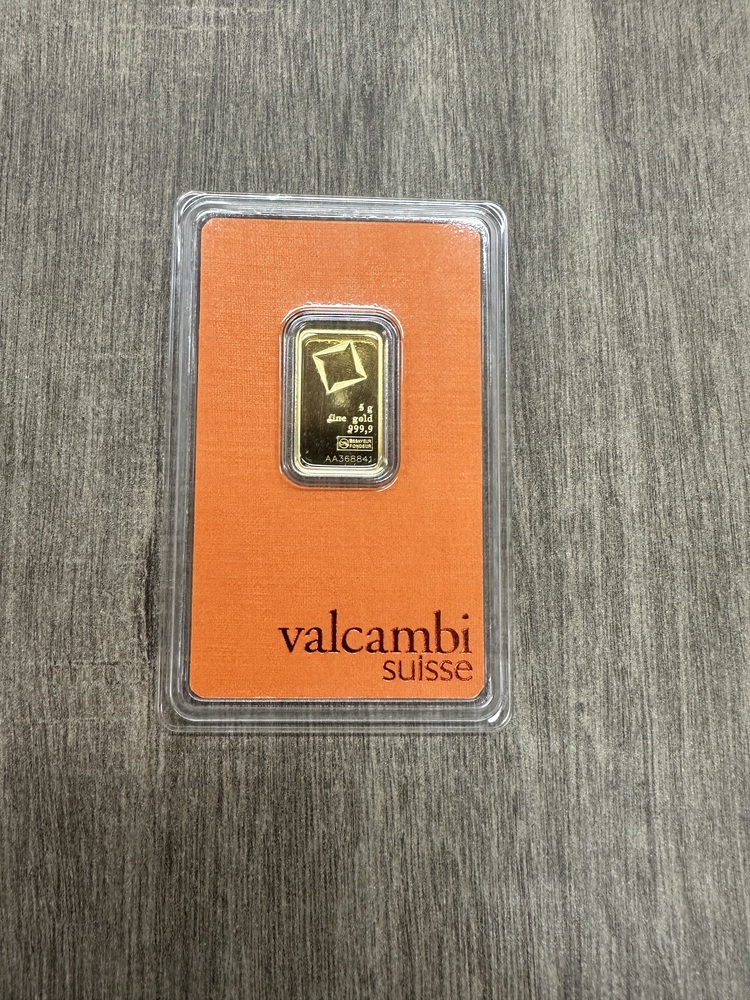 5 g
fine gold
999,9
ESSAYEUR
FONDEUR
AA368841
valcambi
suisse